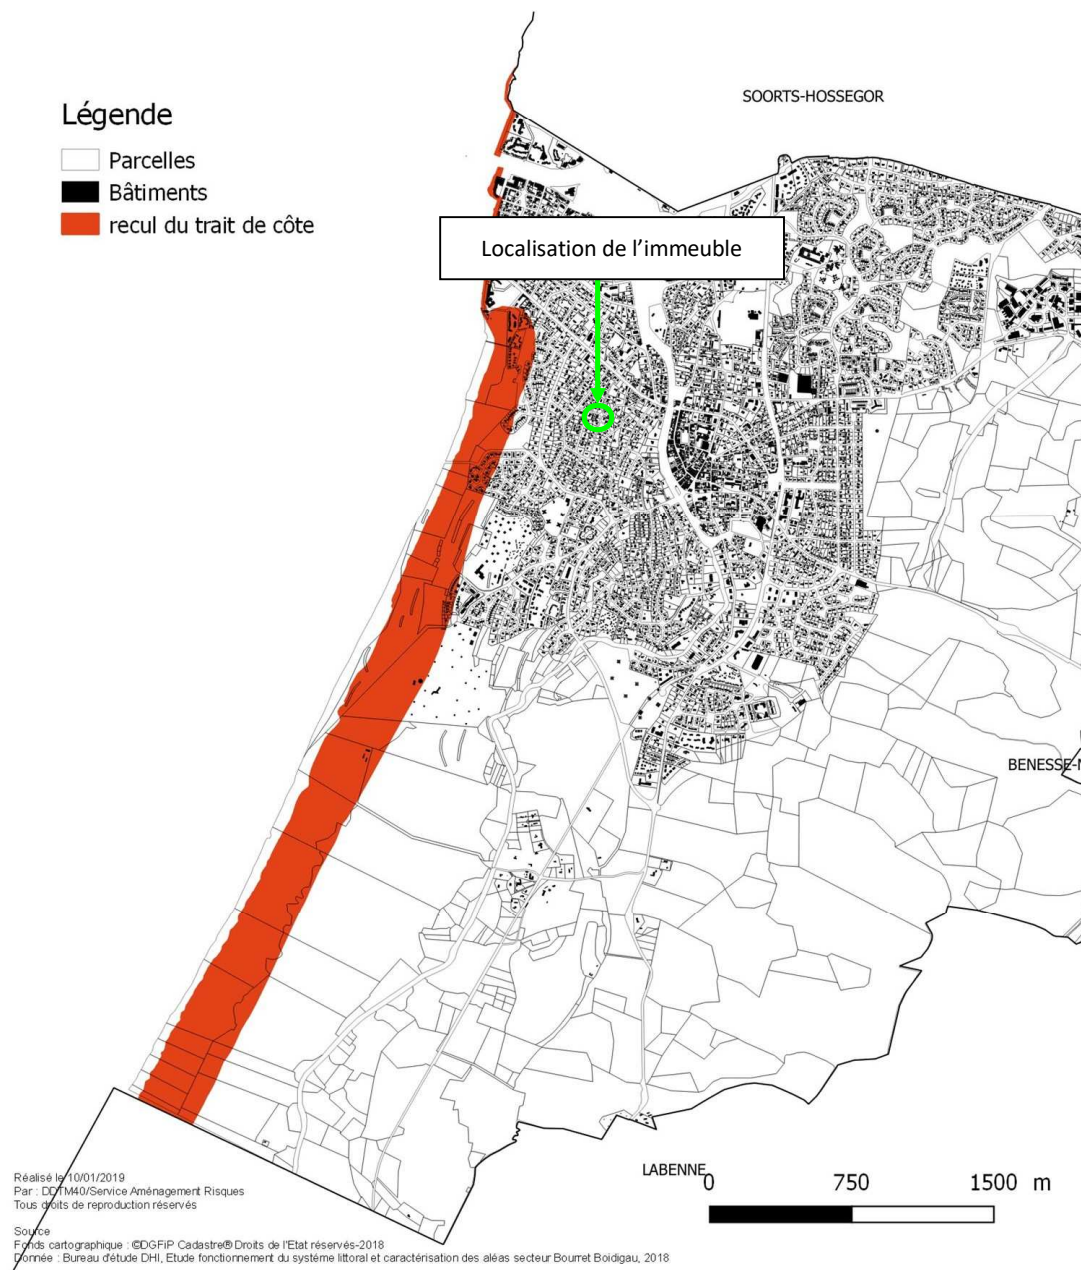 SOORTS-HOSSEGOR
Légende
Parcelles
Bâtiments
recul du trait de côte
Localisation de l'immeuble
BENESSE-M
LABENNE
0 750 1500 m
Réalisé le 10/01/2019
Par : DDTM40/Service Aménagement Risques
Tous droits de reproduction réservés
Source
Fonds cartographique : ©DGFiP Cadastre® Droits de l'Etat réservés-2018
Donnée : Bureau d'étude DHI, Etude fonctionnement du système littoral et caractérisation des aléas secteur Bourret Boidigau, 2018